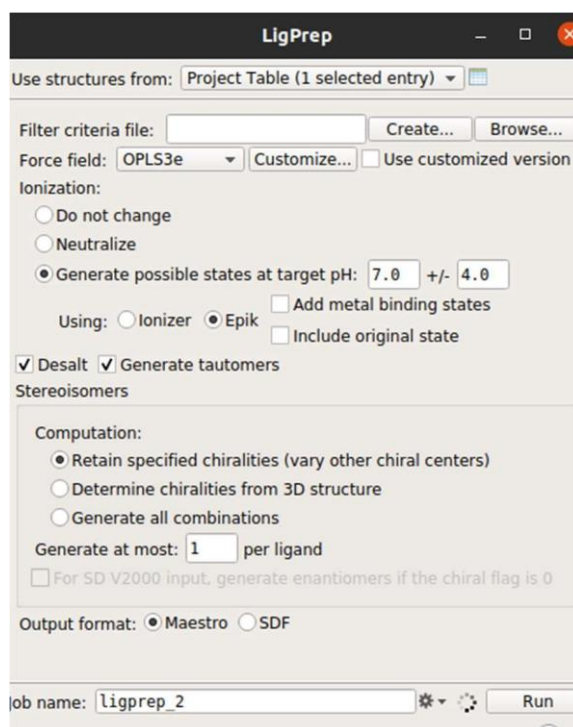 LigPrep
Use structures from: Project Table (1 selected entry)
Filter criteria file: Create... Browse...
Force field: OPLS3e Customize... Use customized version
Ionization:
Do not change
Neutralize
Generate possible states at target pH: 7.0 +/- 4.0
Add metal binding states
Using: Ionizer Epik
Include original state
Desalt Generate tautomers
Stereoisomers
Computation:
Retain specified chiralities (vary other chiral centers)
Determine chiralities from 3D structure
Generate all combinations
Generate at most: 1 per ligand
For SD V2000 input, generate enantiomers if the chiral flag is 0
Output format: Maestro SDF
Job name: ligprep_2 Run